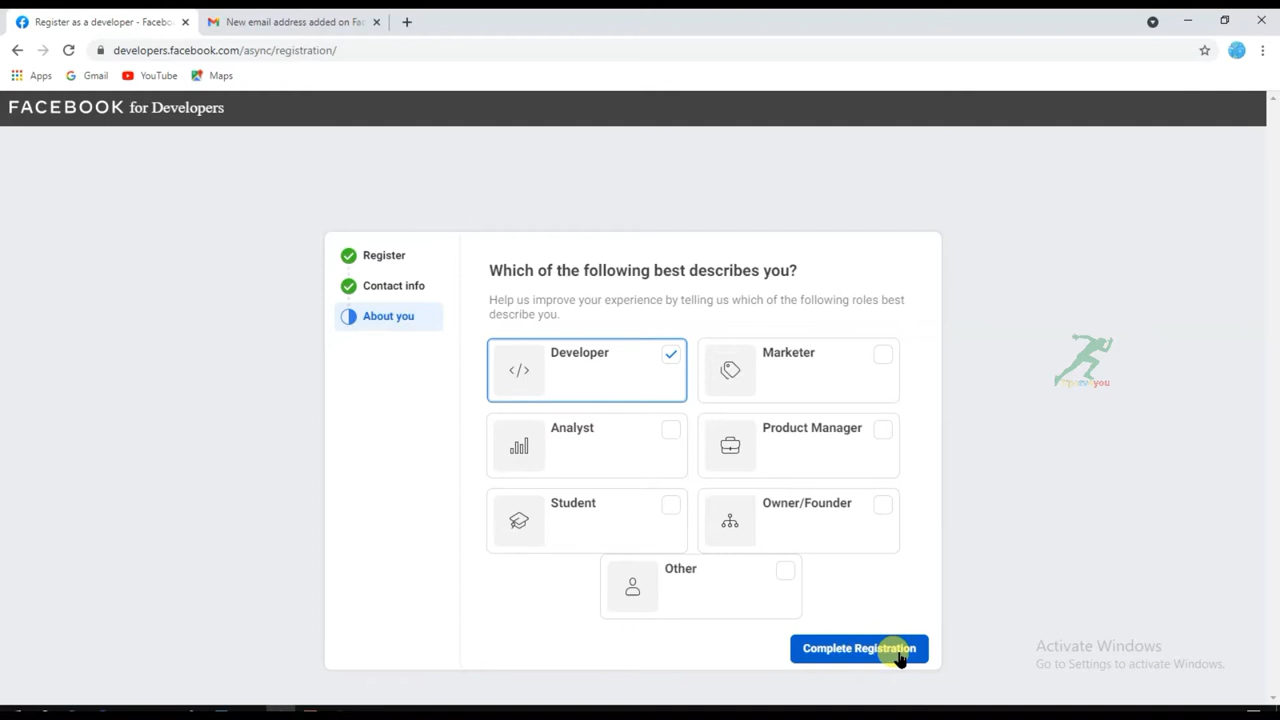 Register as a developer - Facebo
New email address added on Fac
developers.facebook.com/async/registration/
Apps
Gmail
YouTube
Maps
FACEBOOK for Developers
Register
Contact info
About you
Which of the following best describes you?
Help us improve your experience by telling us which of the following roles best
describe you.
Developer
Marketer
Analyst
Product Manager
Student
Owner/Founder
Other
Complete Registration
Activate Windows
Go to Settings to activate Windows.